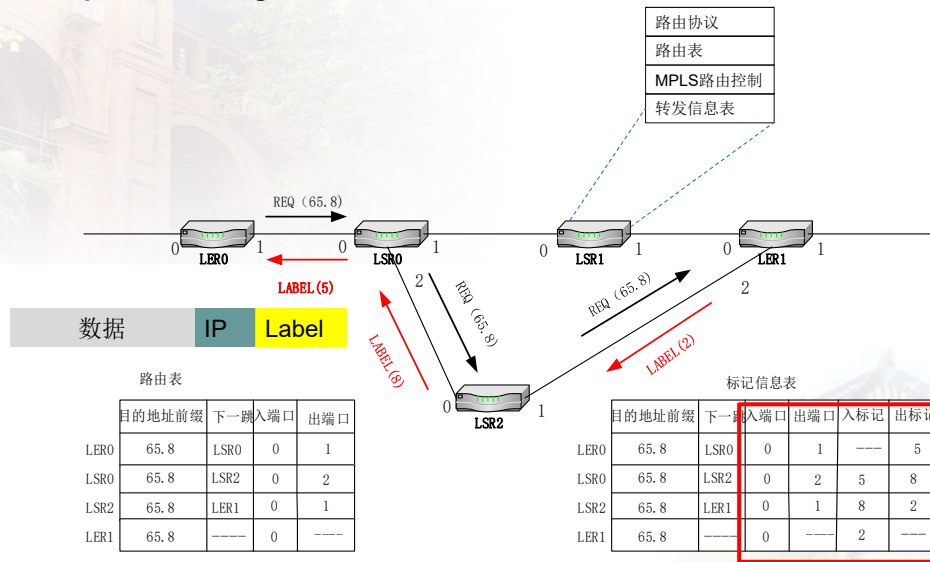 路由协议
路由表
MPLS路由控制
转发信息表
REQ（65.8）
0 1 0 1 0 1 0 1
LER0 LSR0 LSR1 LER1
LABEL(5)
2
REQ（65.8）
REQ（65.8）
2
数据 IP Label
LABEL(8)
LABEL(2)
0 1
LSR2
路由表
目的地址前缀 下一跳 入端口 出端口
LER0 65.8 LSR0 0 1
LSR0 65.8 LSR2 0 2
LSR2 65.8 LER1 0 1
LER1 65.8 ---- 0 ----
标记信息表
目的地址前缀 下一跳 入端口 出端口 入标记 出标记
LER0 65.8 LSR0 0 1 --- 5
LSR0 65.8 LSR2 0 2 5 8
LSR2 65.8 LER1 0 1 8 2
LER1 65.8 ---- 0 ---- 2 ---